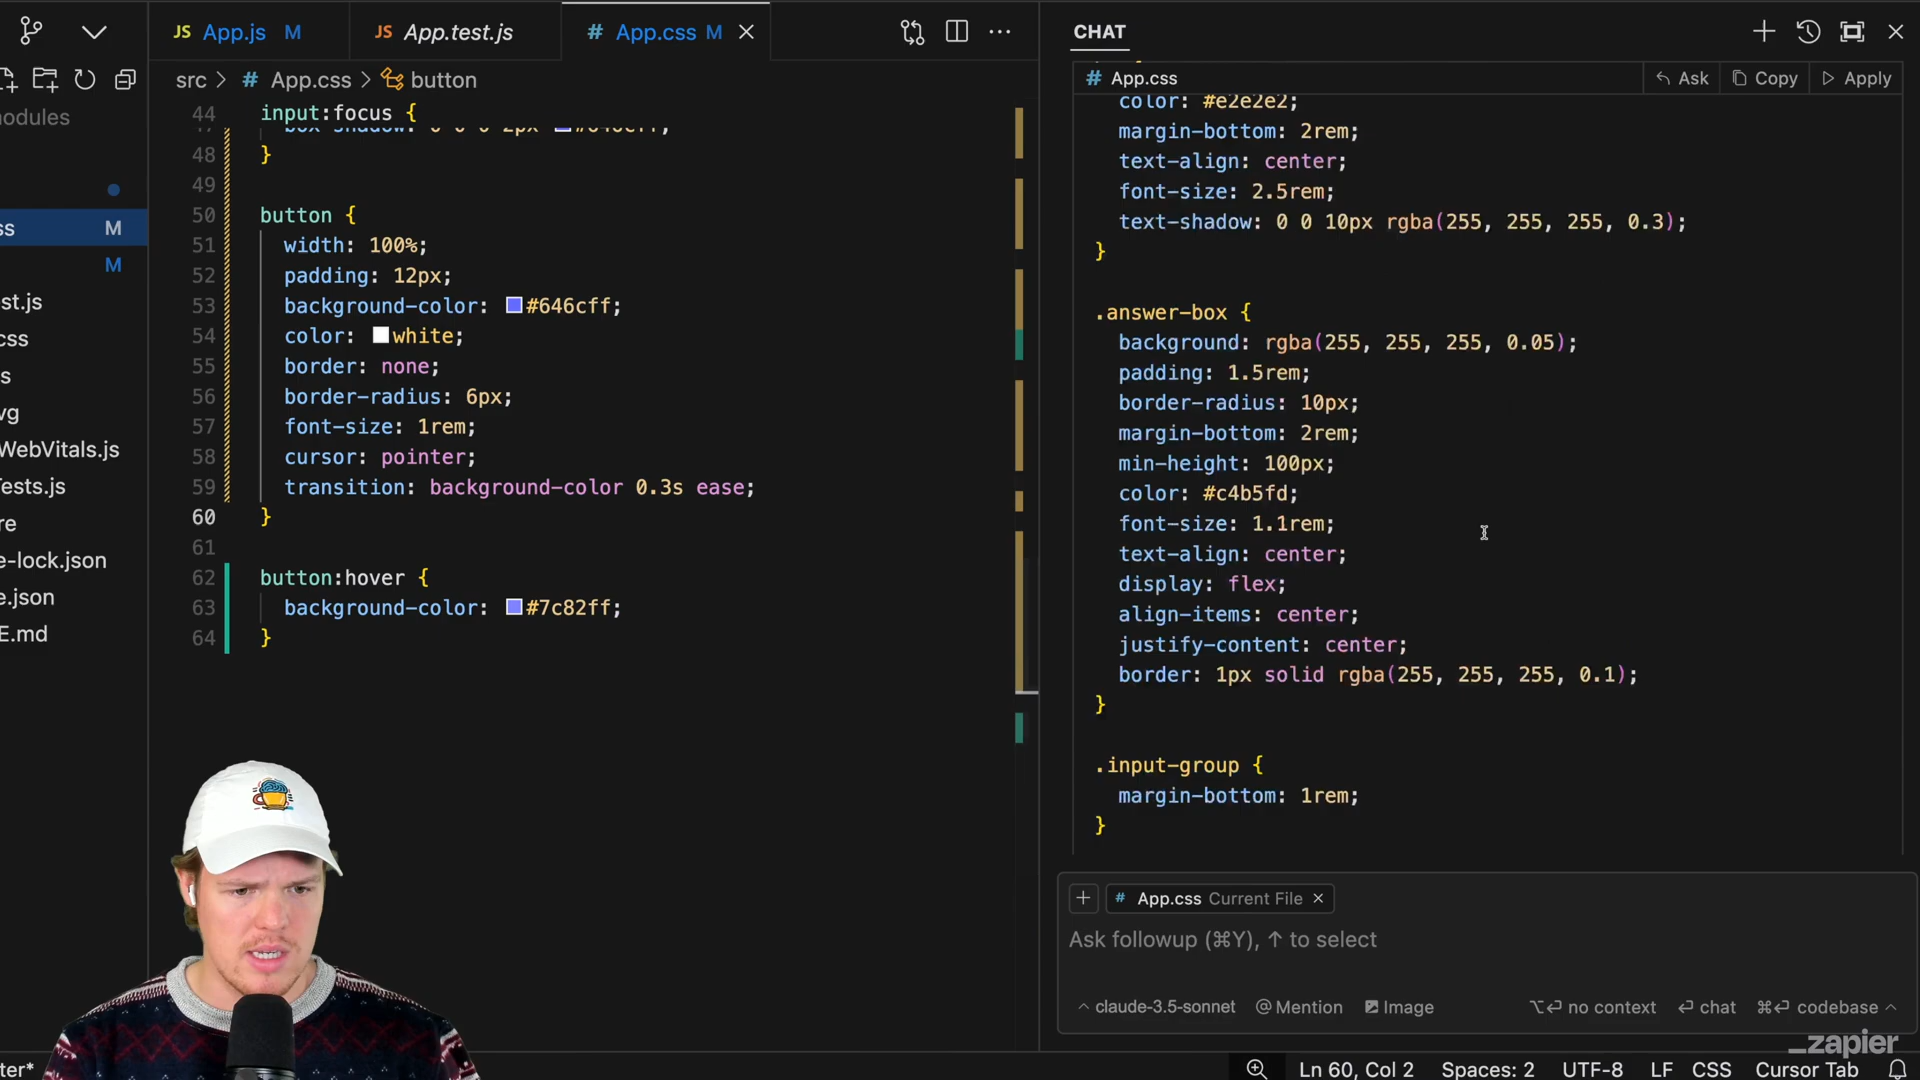 JS App.js M
JS App.test.js
# App.css M
src > # App.css > button
odules
ss M
M
st.js
css
s
vg
WebVitals.js
Tests.js
re
e-lock.json
e.json
E.md
ter*
44 input:focus {
47 box-shadow: 0 0 0 2px #646cff;
48 }
49
50 button {
51 width: 100%;
52 padding: 12px;
53 background-color: #646cff;
54 color: white;
55 border: none;
56 border-radius: 6px;
57 font-size: 1rem;
58 cursor: pointer;
59 transition: background-color 0.3s ease;
60 }
61
62 button:hover {
63 background-color: #7c82ff;
64 }
CHAT
# App.css Ask Copy Apply
color: #e2e2e2;
margin-bottom: 2rem;
text-align: center;
font-size: 2.5rem;
text-shadow: 0 0 10px rgba(255, 255, 255, 0.3);
}
.answer-box {
background: rgba(255, 255, 255, 0.05);
padding: 1.5rem;
border-radius: 10px;
margin-bottom: 2rem;
min-height: 100px;
color: #c4b5fd;
font-size: 1.1rem;
text-align: center;
display: flex;
align-items: center;
justify-content: center;
border: 1px solid rgba(255, 255, 255, 0.1);
}
.input-group {
margin-bottom: 1rem;
}
+ # App.css Current File
Ask followup (⌘Y), ↑ to select
claude-3.5-sonnet @ Mention Image ⌥⏎ no context ⏎ chat ⌘⏎ codebase
_zapier
Ln 60, Col 2 Spaces: 2 UTF-8 LF CSS Cursor Tab